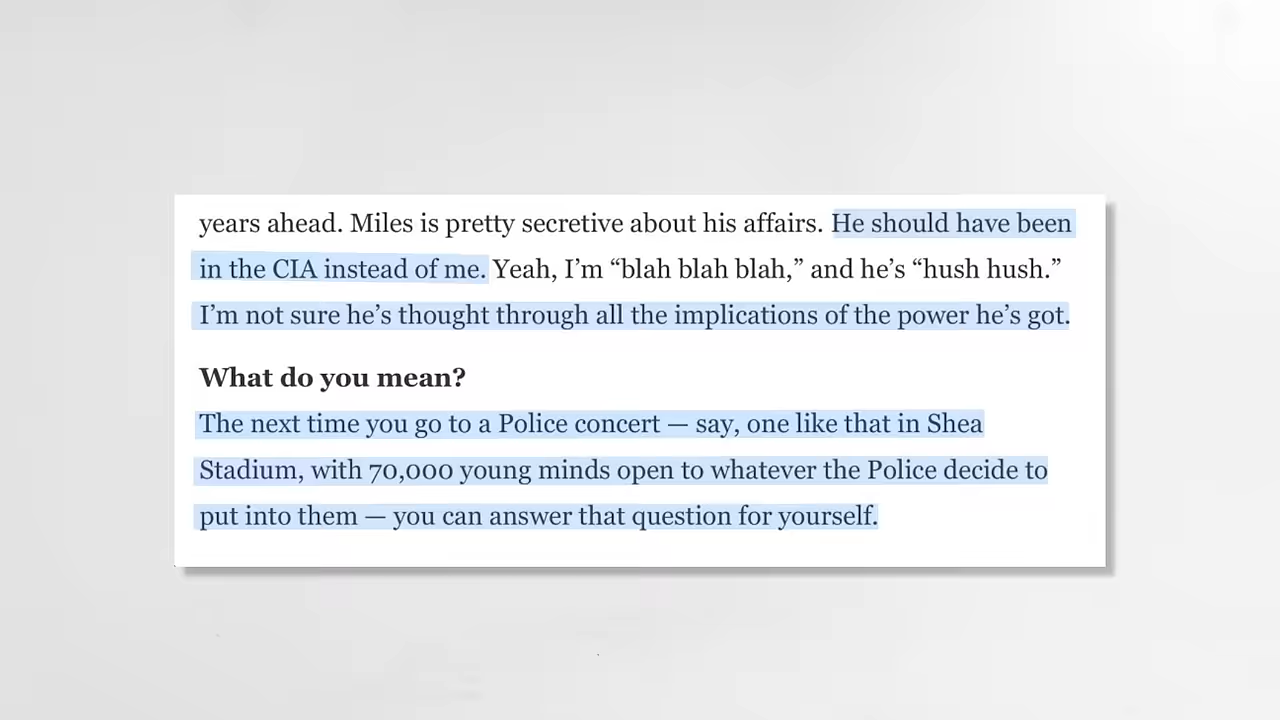 years ahead. Miles is pretty secretive about his affairs. He should have been
in the CIA instead of me. Yeah, I’m “blah blah blah,” and he’s “hush hush.”
I’m not sure he’s thought through all the implications of the power he’s got.
What do you mean?
The next time you go to a Police concert — say, one like that in Shea
Stadium, with 70,000 young minds open to whatever the Police decide to
put into them — you can answer that question for yourself.